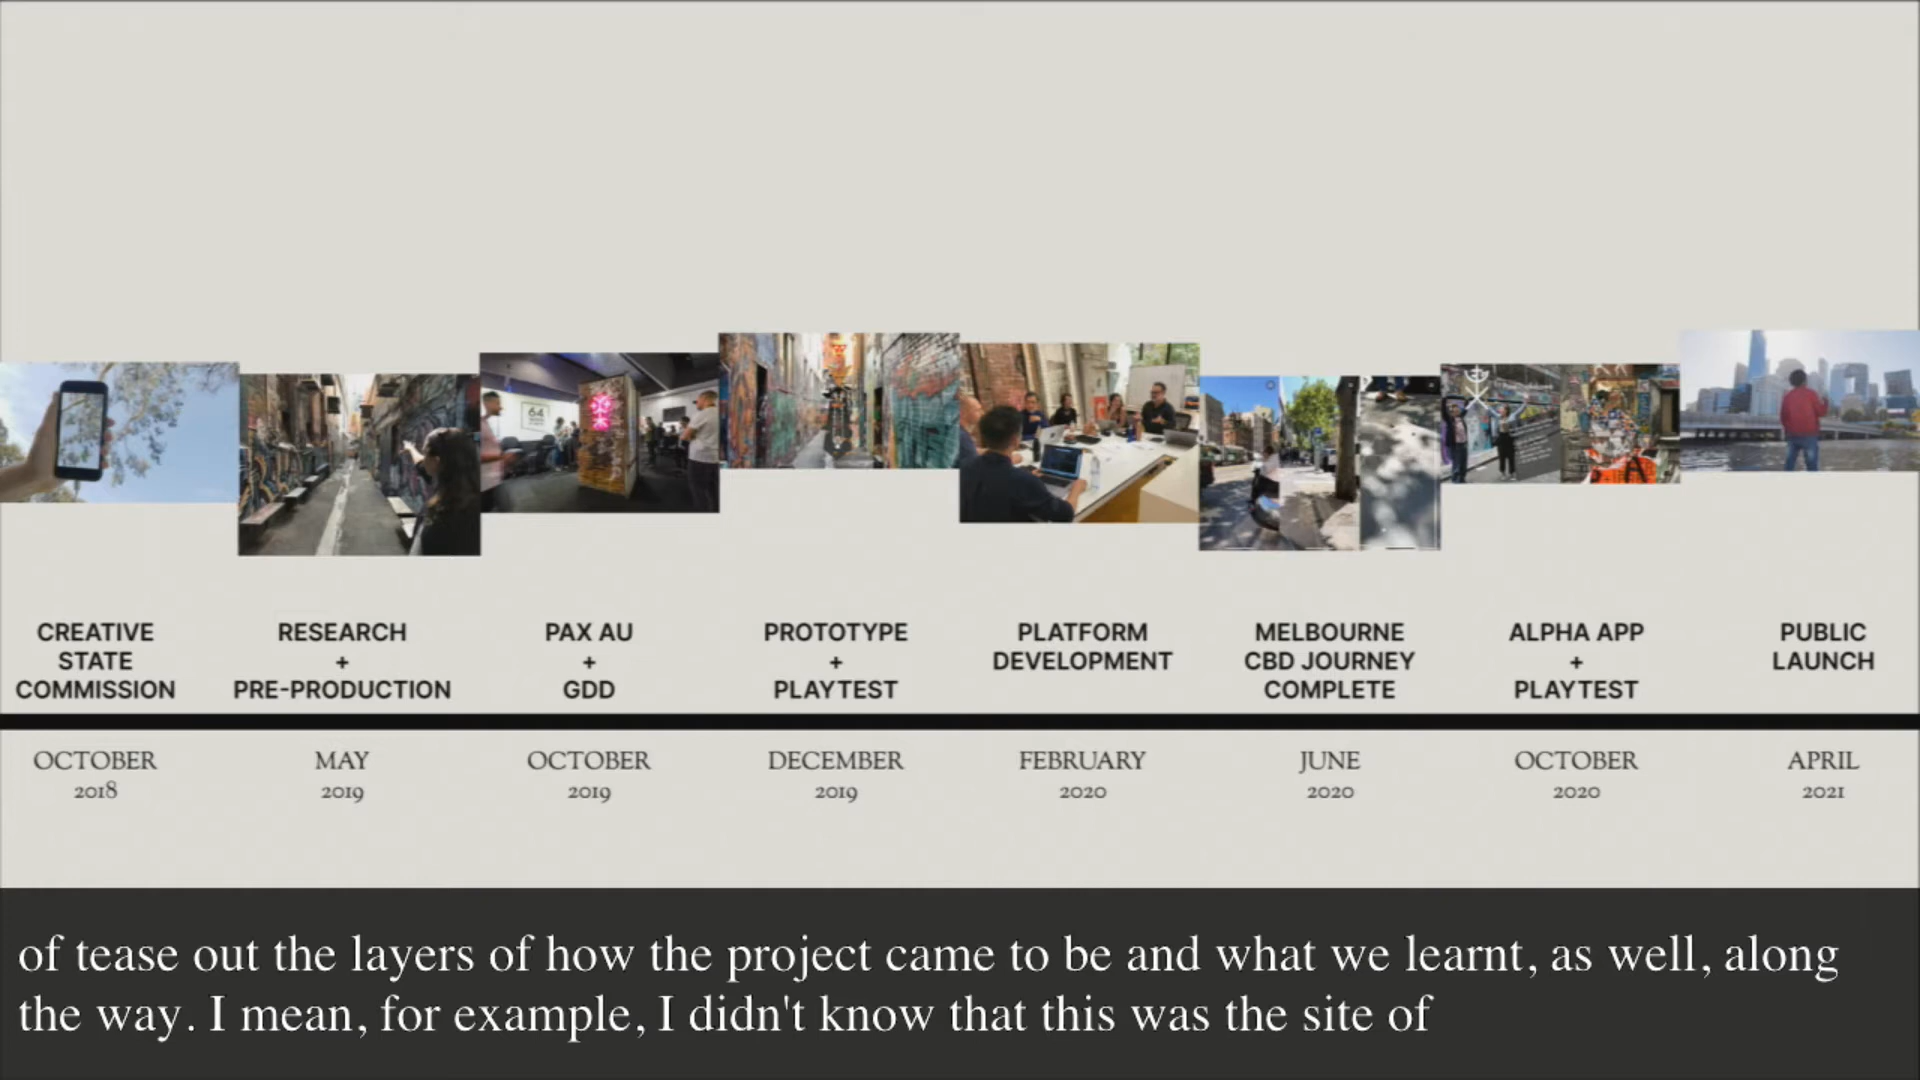 64
CREATIVE
STATE
COMMISSION
RESEARCH
+
PRE-PRODUCTION
PAX AU
+
GDD
PROTOTYPE
+
PLAYTEST
PLATFORM
DEVELOPMENT
MELBOURNE
CBD JOURNEY
COMPLETE
ALPHA APP
+
PLAYTEST
PUBLIC
LAUNCH
OCTOBER
2018
MAY
2019
OCTOBER
2019
DECEMBER
2019
FEBRUARY
2020
JUNE
2020
OCTOBER
2020
APRIL
2021
of tease out the layers of how the project came to be and what we learnt, as well, along
the way. I mean, for example, I didn't know that this was the site of